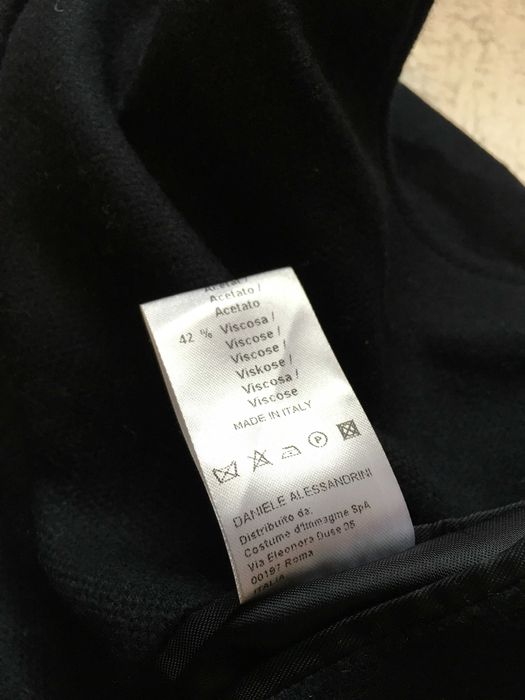 Acetat /
Acetato /
Acetato
42 % Viscosa /
Viscose /
Viscose /
Viskose /
Viscosa /
Viscose
MADE IN ITALY
P
DANIELE ALESSANDRINI
Distribuito da:
Costume d'Immagine SpA
Via Eleonora Duse 35
00197 Roma
ITALIA